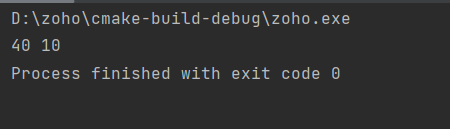 D:\zoho\cmake-build-debug\zoho.exe
40 10
Process finished with exit code 0